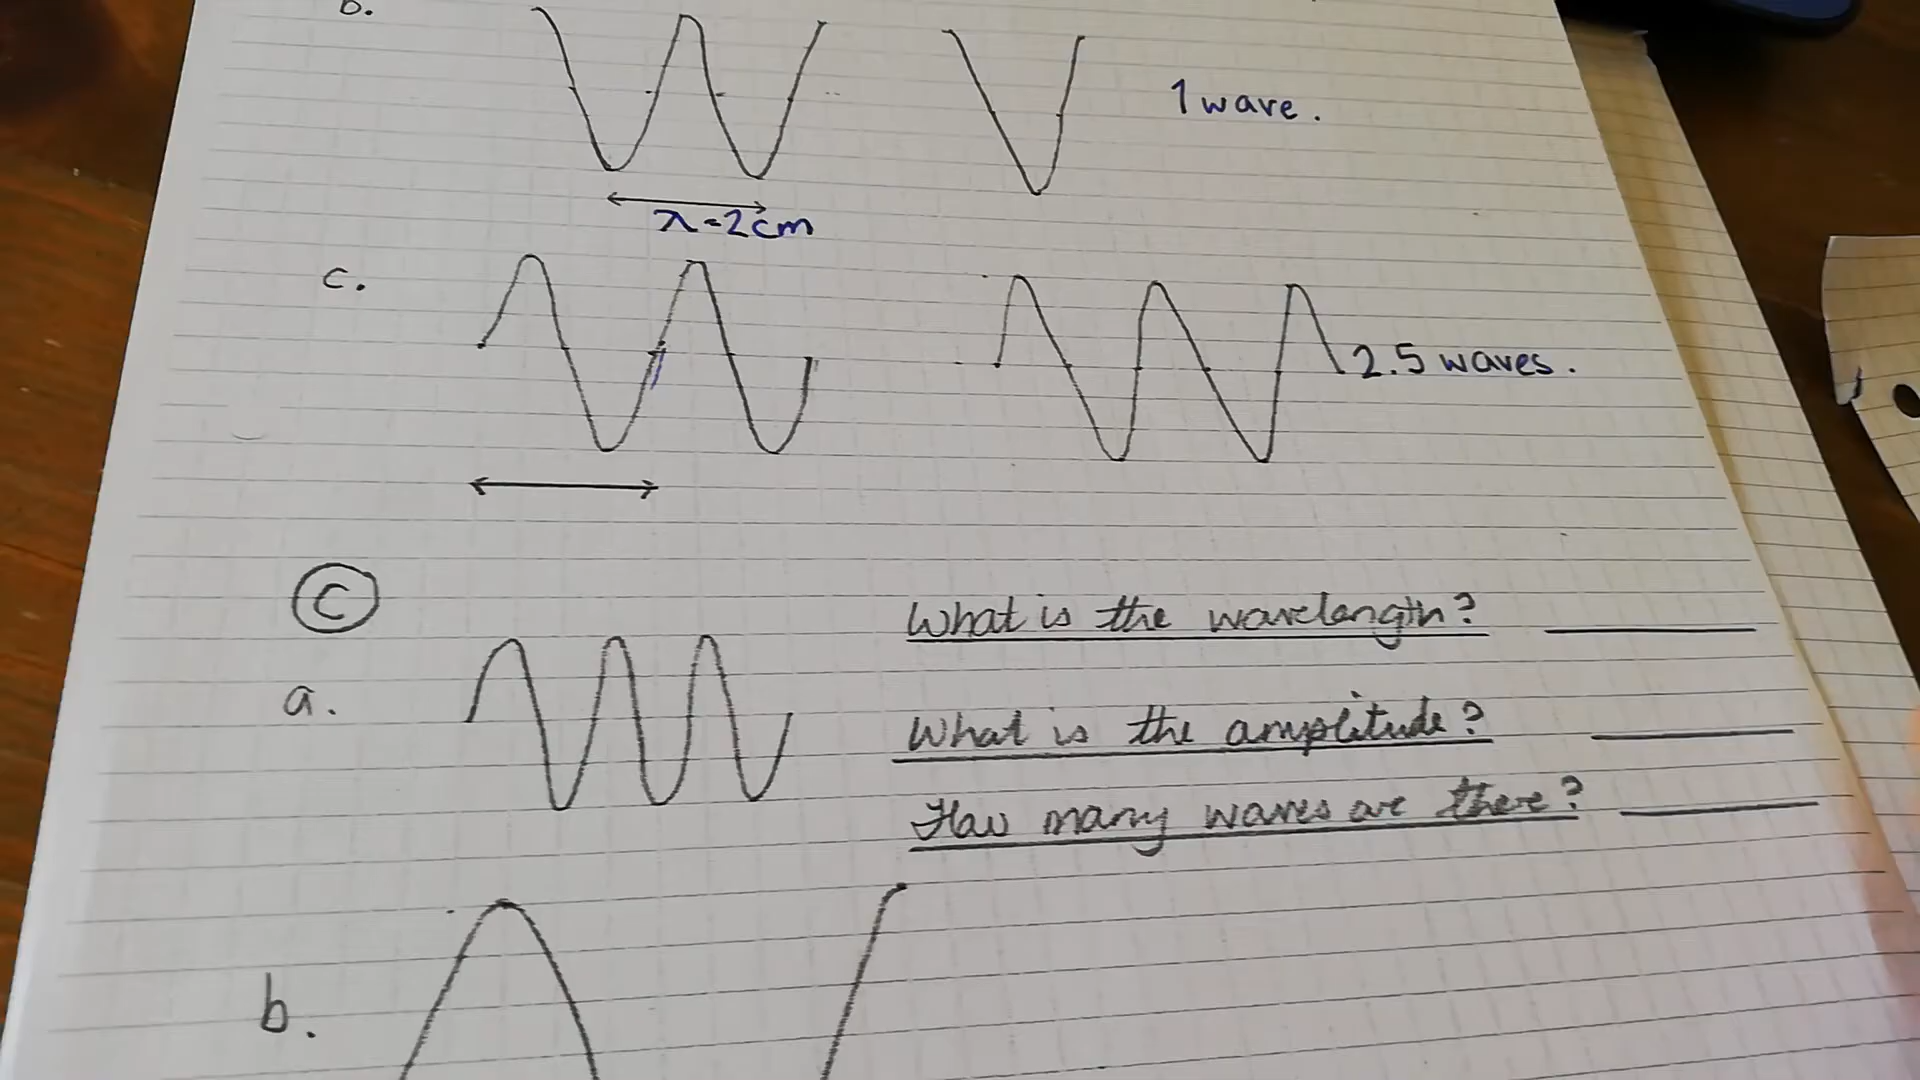 b.
1 wave.
λ=2cm
c.
2.5 waves.
C
What is the wavelength?
a.
What is the amplitude?
How many waves are there?
b.